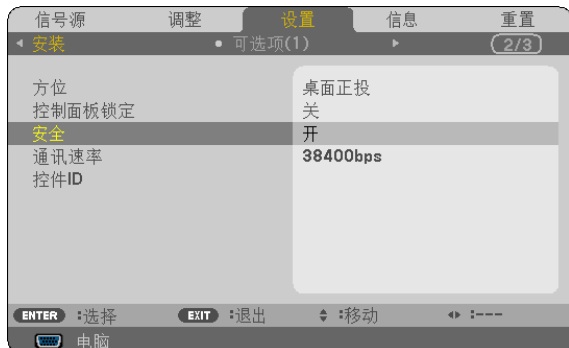 信号源 调整 设置 信息 重置
◀ 安装 ● 可选项(1) ▶ 2/3
方位 桌面正投
控制面板锁定 关
安全 开
通讯速率 38400bps
控件ID
ENTER :选择 EXIT :退出 :移动 :---
电脑